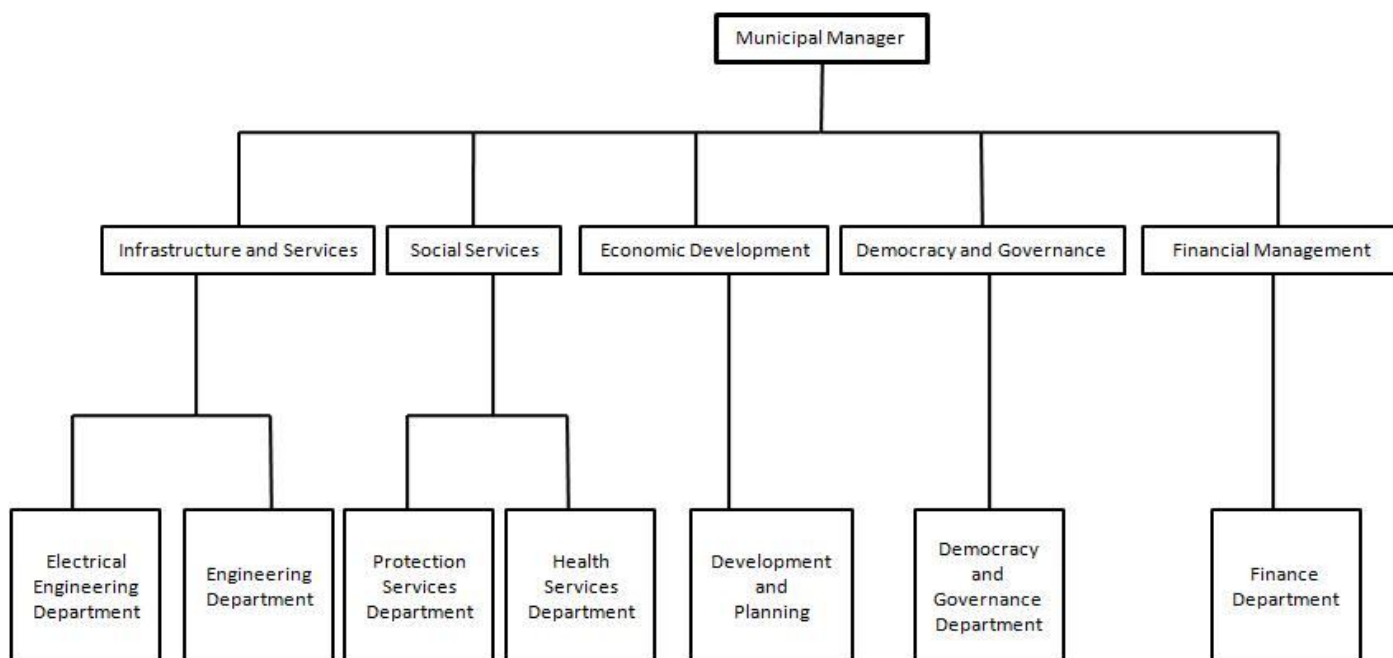 Municipal Manager
Infrastructure and Services
Social Services
Economic Development
Democracy and Governance
Financial Management
Electrical
Engineering
Department
Engineering
Department
Protection
Services
Department
Health
Services
Department
Development
and
Planning
Democracy
and
Governance
Department
Finance
Department